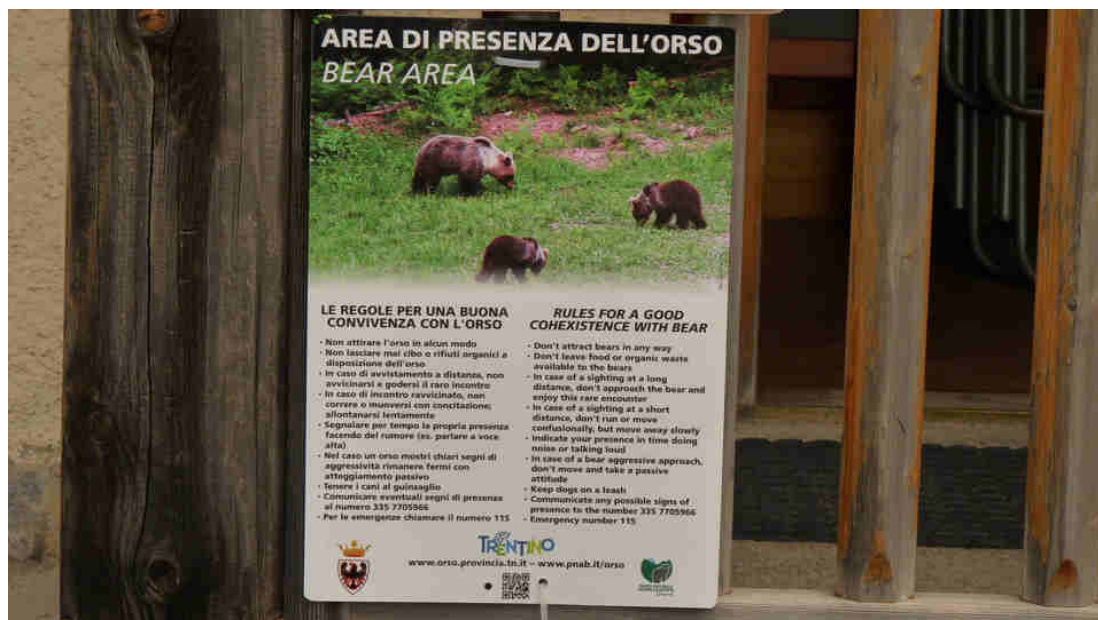 AREA DI PRESENZA DELL'ORSO
BEAR AREA
LE REGOLE PER UNA BUONA
CONVIVENZA CON L'ORSO
· Non attirare l'orso in alcun modo
· Non lasciare mai cibo o rifiuti organici a
disposizione dell'orso
· In caso di avvistamento a distanza, non
avvicinarsi e godersi il raro incontro
· In caso di incontro ravvicinato, non
correre o munversi con concitazione;
allontanarsi lentamente
· Segnalare per tempo la propria presenza
facendo del rumore (es. parlare a voce
alta)
· Nel caso un orso mostri chiari segni di
aggressività rimanere fermi con
atteggiamento passivo
· Tenere i cani al guinzaglio
· Comunicare eventuali segni di presenza
al numero 335 7705966
· Per le emergenze chiamare il numero 115
RULES FOR A GOOD
COHEXISTENCE WITH BEAR
· Don't attract bears in any way
· Don't leave food or organic waste
available to the bears
· In case of a sighting at a long
distance, don't approach the bear and
enjoy this rare encounter
· In case of a sighting at a short
distance, don't run or move
confusionally, but move away slowly
· Indicate your presence in time doing
noise or talking loud
· In case of a bear aggressive approach,
don't move and take a passive
attitude
· Keep dogs on a leash
· Communicate any possible signs of
presence to the number 335 7705966
· Emergency number 115
TRENTINO
www.orso.provincia.tn.it – www.pnab.it/orso